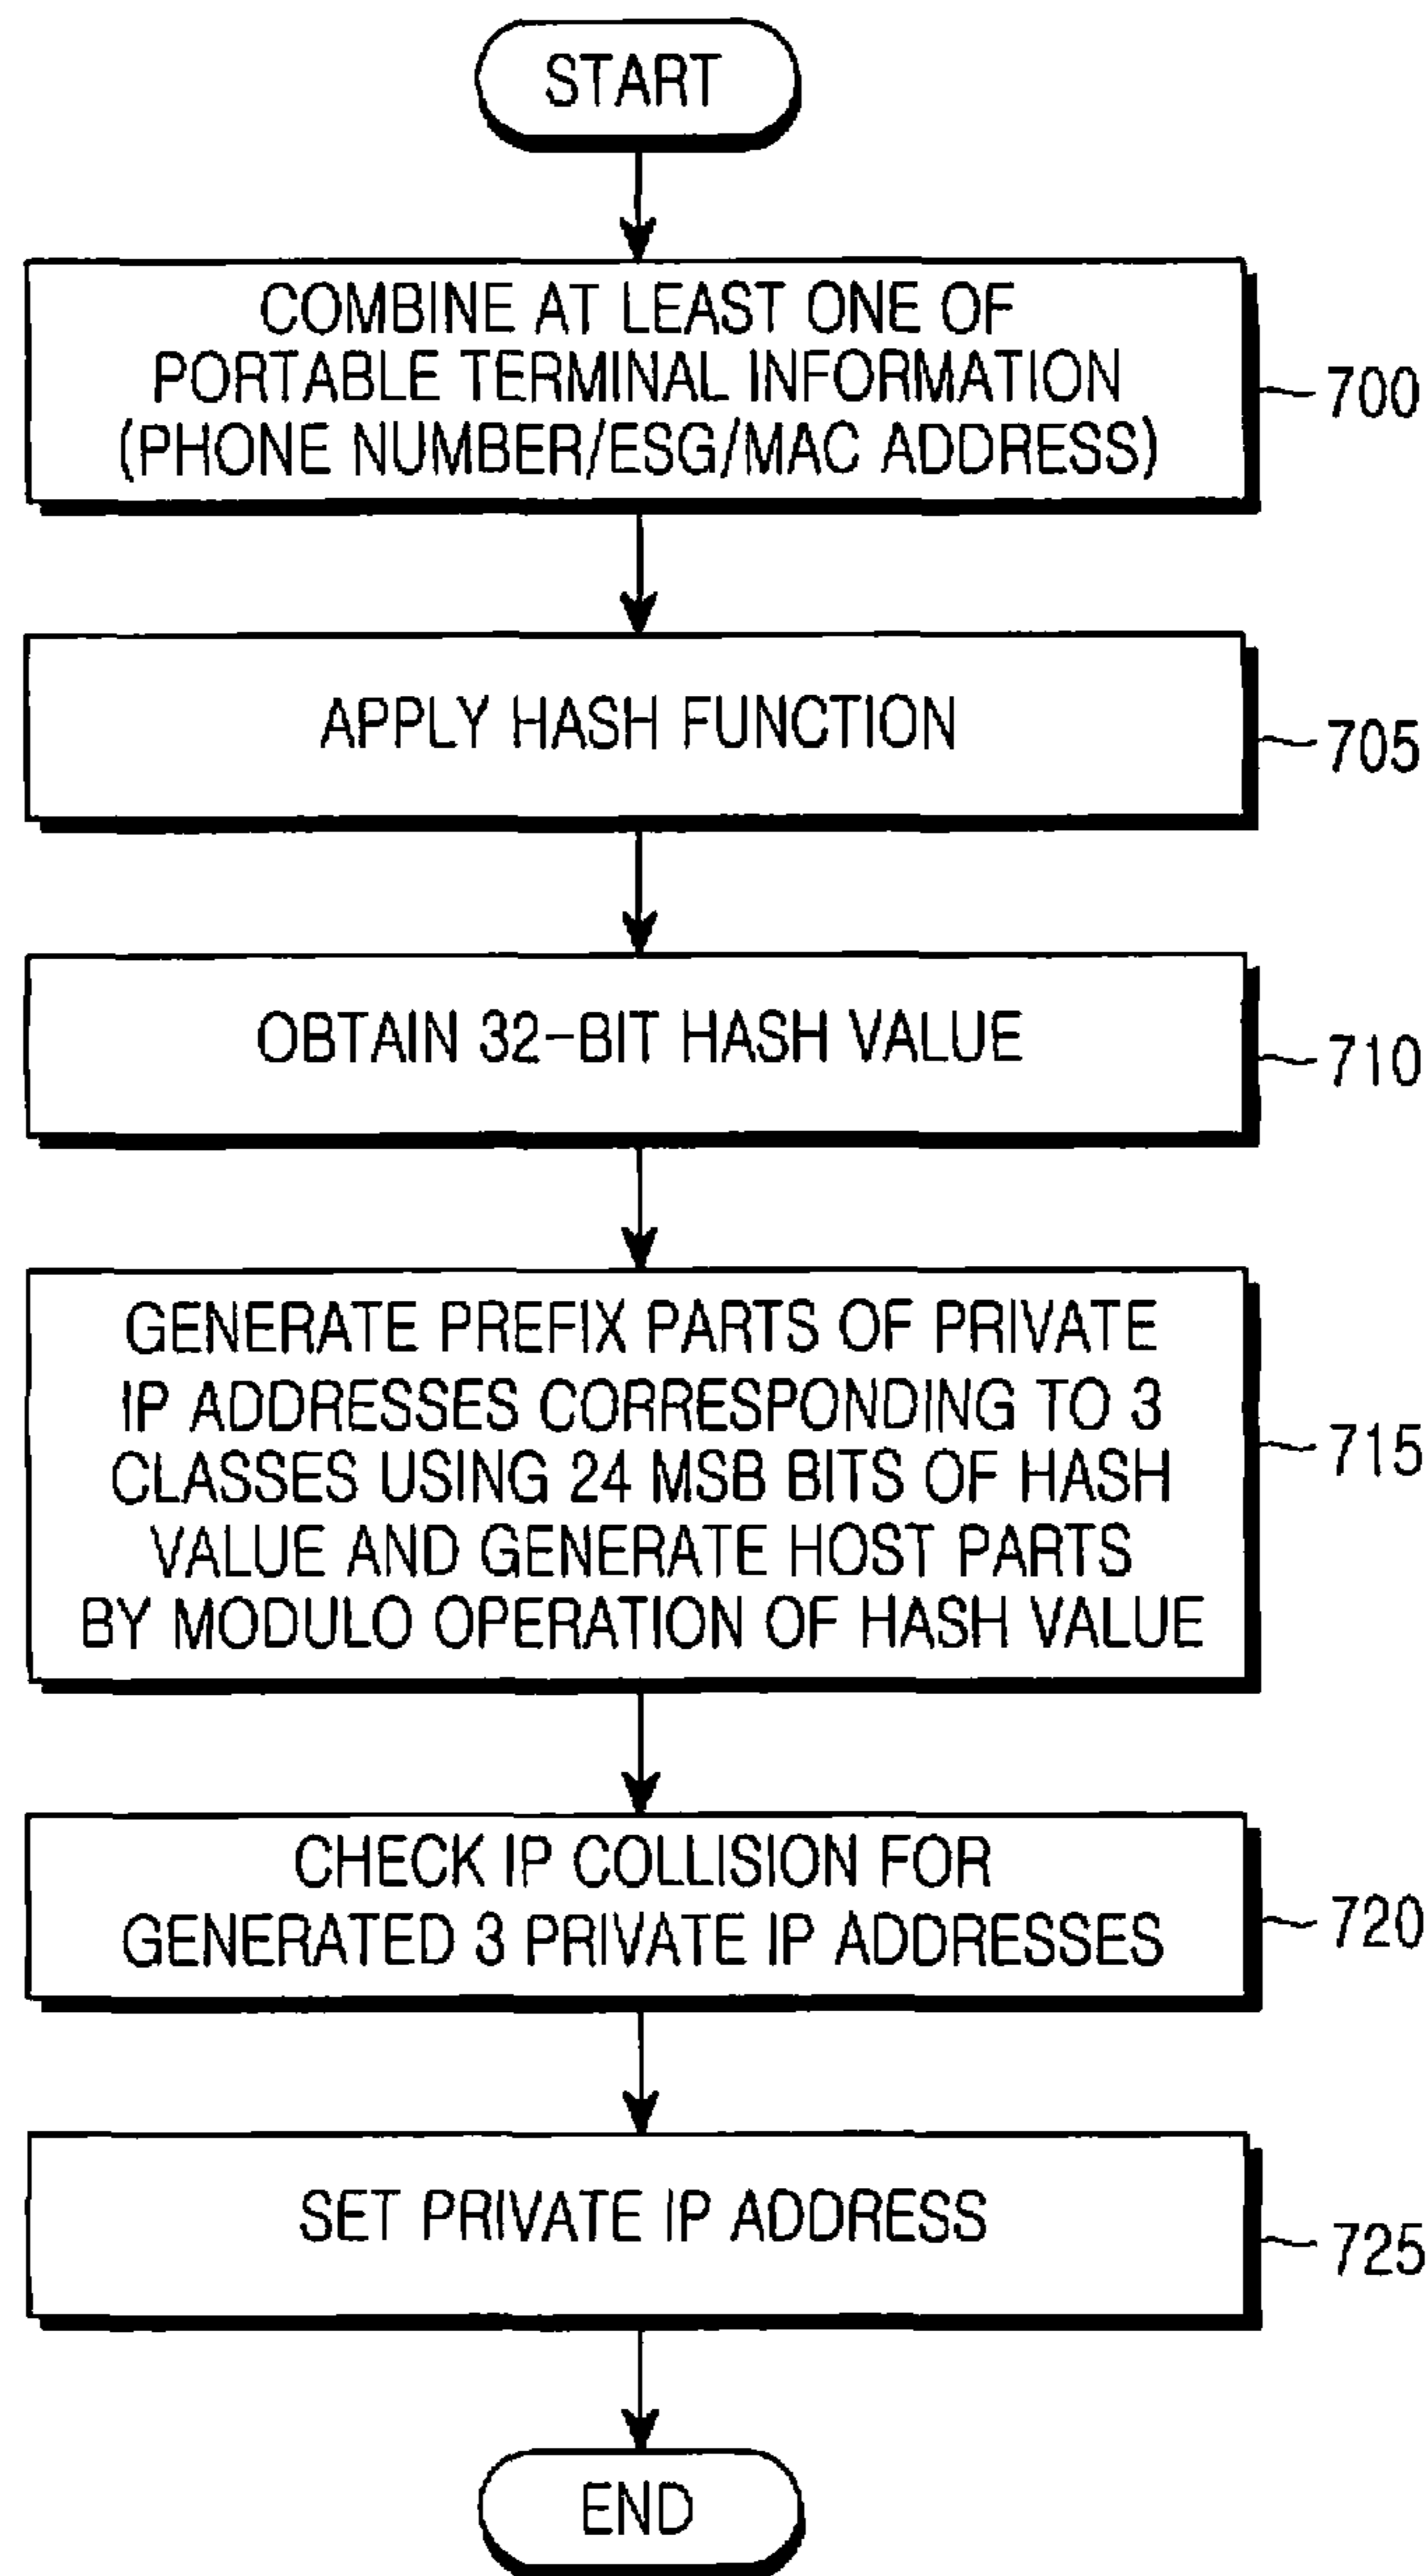 START
COMBINE AT LEAST ONE OF
PORTABLE TERMINAL INFORMATION
(PHONE NUMBER/ESG/MAC ADDRESS)
700
APPLY HASH FUNCTION
705
OBTAIN 32-BIT HASH VALUE
710
GENERATE PREFIX PARTS OF PRIVATE
IP ADDRESSES CORRESPONDING TO 3
CLASSES USING 24 MSB BITS OF HASH
VALUE AND GENERATE HOST PARTS
BY MODULO OPERATION OF HASH VALUE
715
CHECK IP COLLISION FOR
GENERATED 3 PRIVATE IP ADDRESSES
720
SET PRIVATE IP ADDRESS
725
END